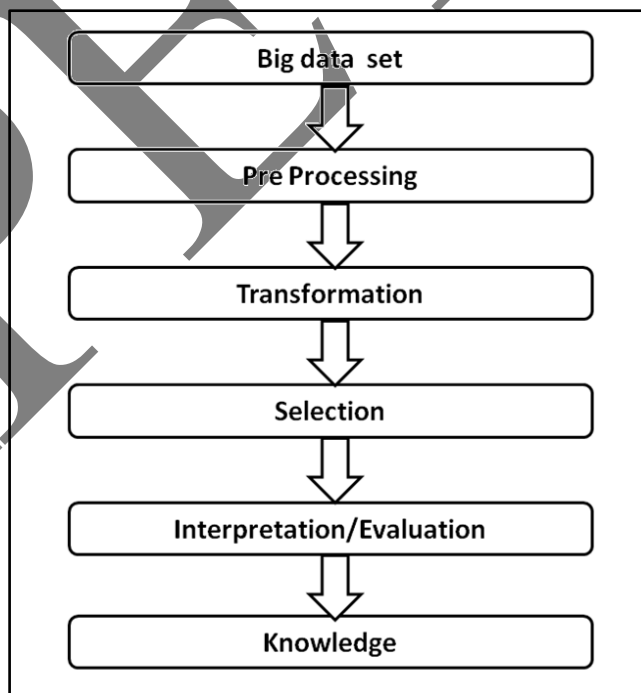 Big data set
Pre Processing
Transformation
Selection
Interpretation/Evaluation
Knowledge